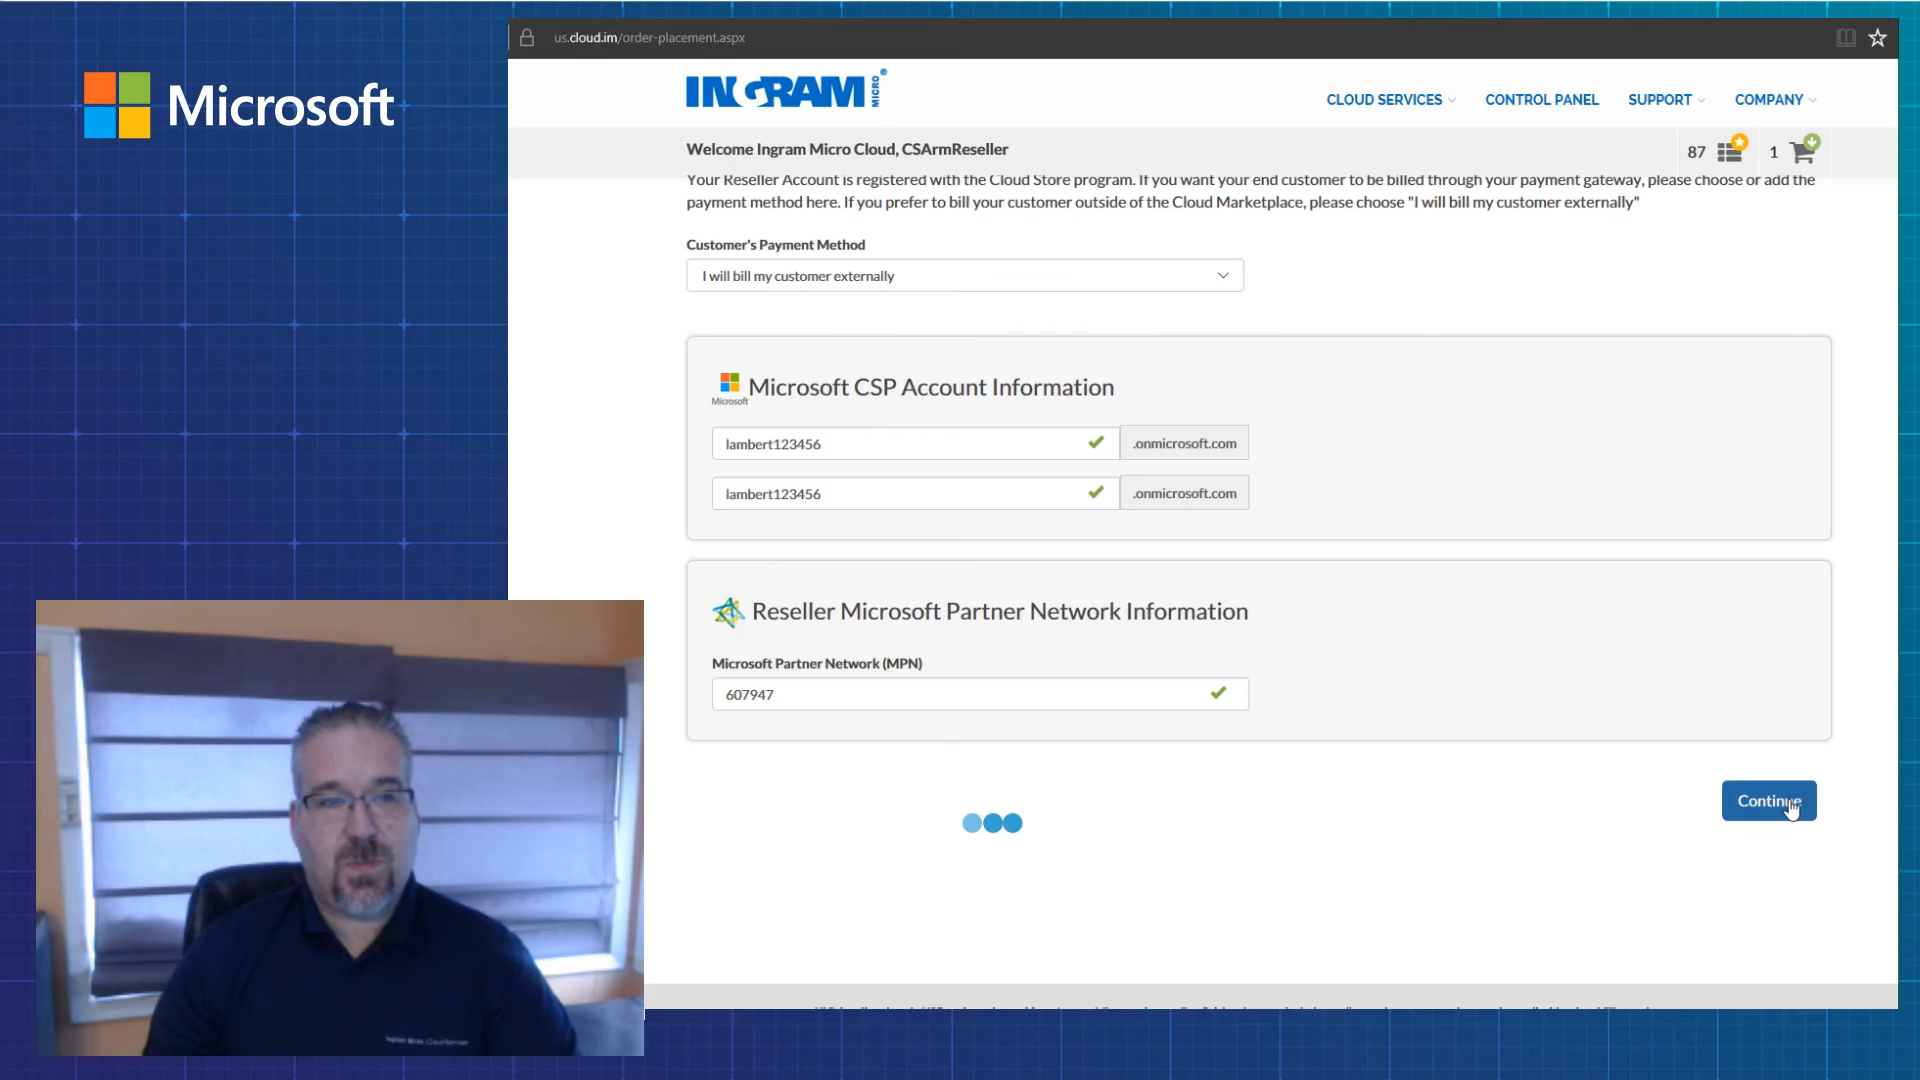 Microsoft
us.cloud.im/order-placement.aspx
INGRAM MICRO®
CLOUD SERVICES
CONTROL PANEL
SUPPORT
COMPANY
Welcome Ingram Micro Cloud, CSArmReseller
87
1
Your Reseller Account is registered with the Cloud Store program. If you want your end customer to be billed through your payment gateway, please choose or add the
payment method here. If you prefer to bill your customer outside of the Cloud Marketplace, please choose "I will bill my customer externally"
Customer's Payment Method
I will bill my customer externally
Microsoft
Microsoft CSP Account Information
lambert123456
.onmicrosoft.com
lambert123456
.onmicrosoft.com
Reseller Microsoft Partner Network Information
Microsoft Partner Network (MPN)
607947
Continue